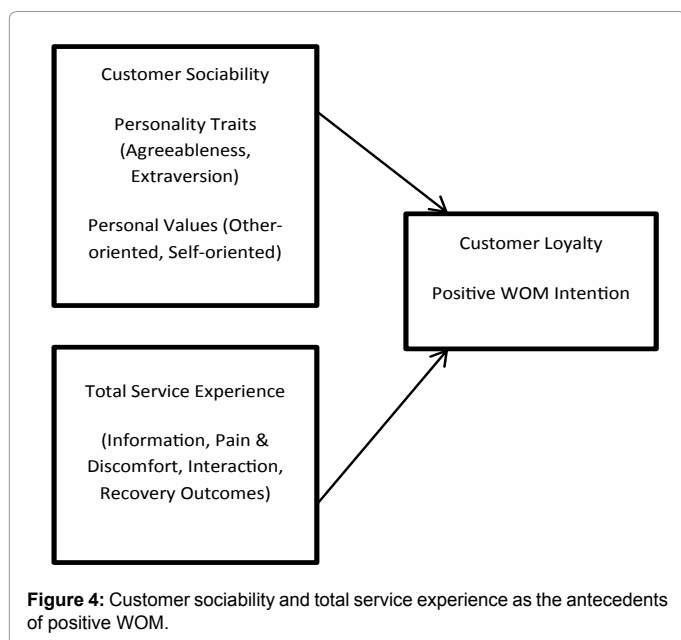 Customer Sociability
Personality Traits
(Agreeableness,
Extraversion)
Personal Values (Other-
oriented, Self-oriented)
Customer Loyalty
Positive WOM Intention
Total Service Experience
(Information, Pain &
Discomfort, Interaction,
Recovery Outcomes)
Figure 4: Customer sociability and total service experience as the antecedents
of positive WOM.